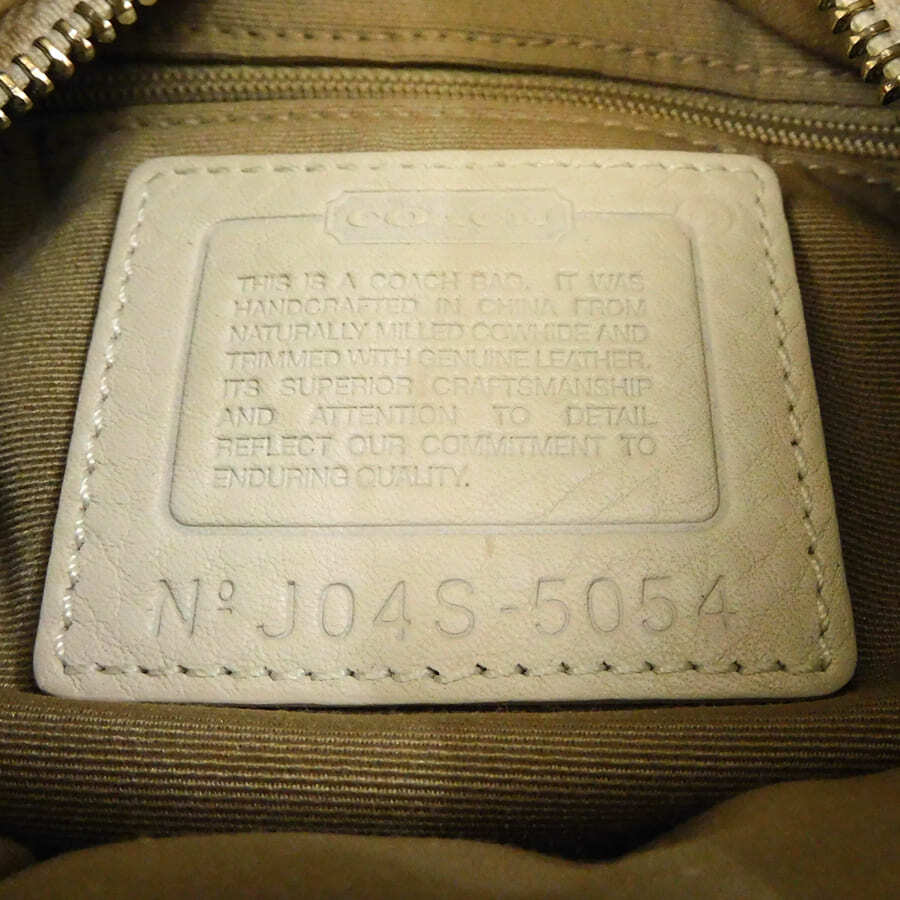 COACH
THIS IS A COACH BAG. IT WAS
HANDCRAFTED IN CHINA FROM
NATURALLY MILLED COWHIDE AND
TRIMMED WITH GENUINE LEATHER.
ITS SUPERIOR CRAFTSMANSHIP
AND ATTENTION TO DETAIL
REFLECT OUR COMMITMENT TO
ENDURING QUALITY.
Nº J04S-5054